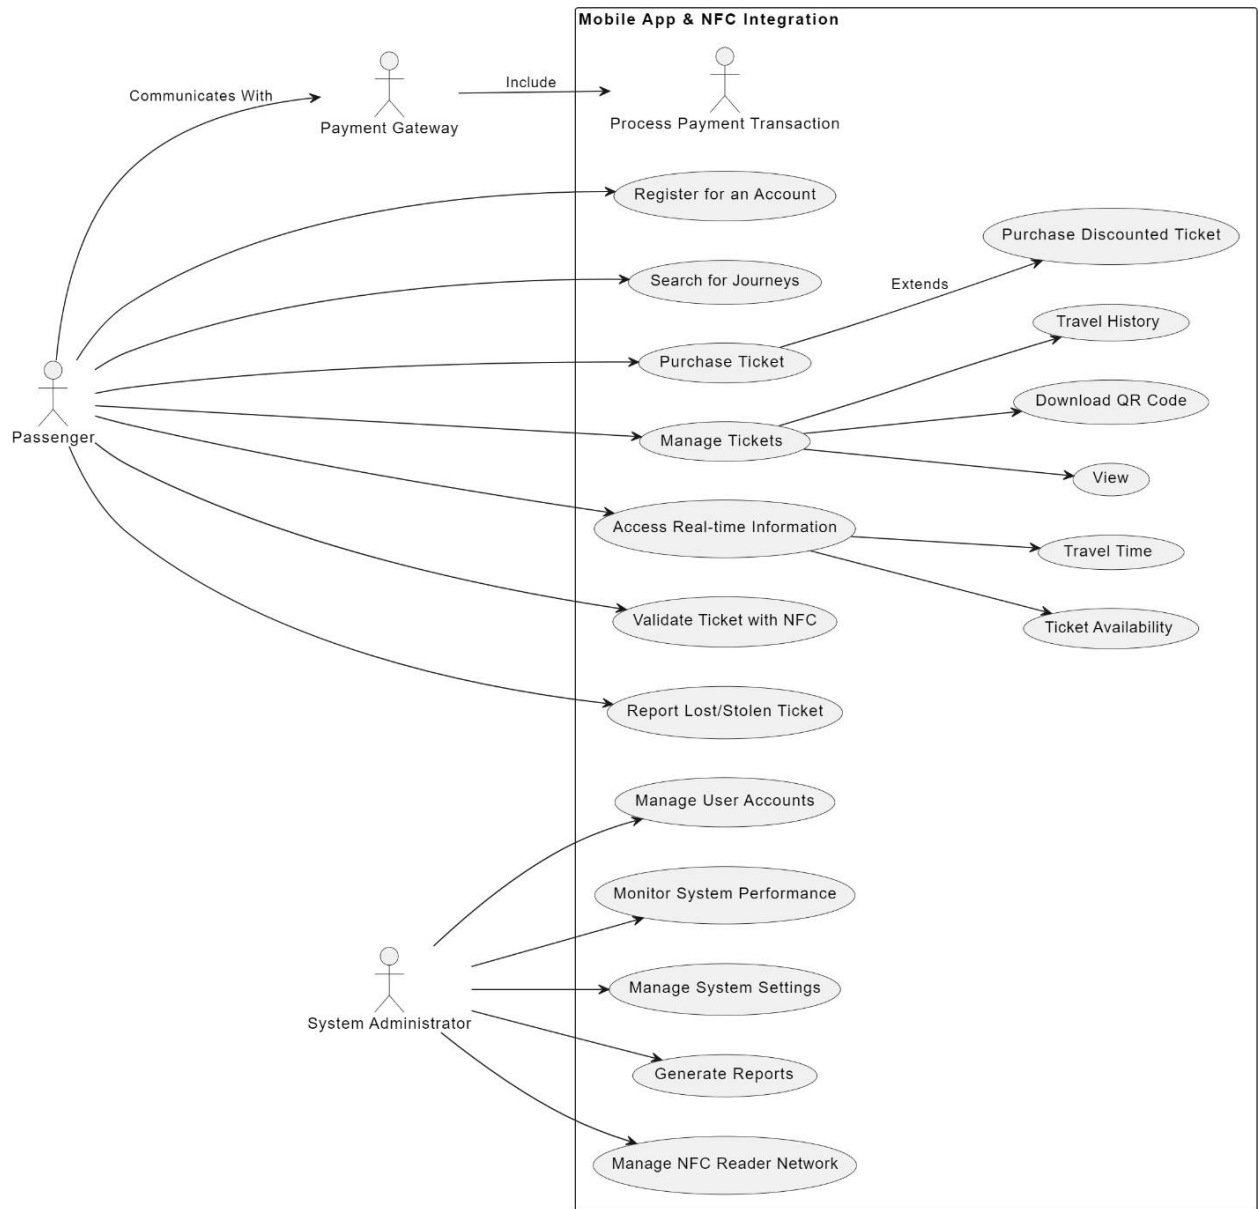 Mobile App & NFC Integration
Communicates With
Include
Payment Gateway
Process Payment Transaction
Register for an Account
Purchase Discounted Ticket
Search for Journeys
Extends
Travel History
Purchase Ticket
Download QR Code
Passenger
Manage Tickets
View
Access Real-time Information
Travel Time
Validate Ticket with NFC
Ticket Availability
Report Lost/Stolen Ticket
Manage User Accounts
Monitor System Performance
Manage System Settings
System Administrator
Generate Reports
Manage NFC Reader Network